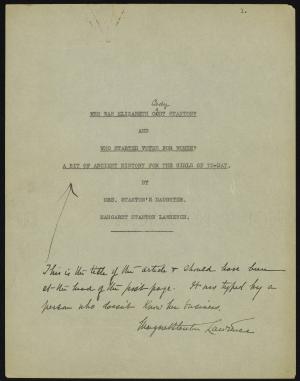 2.
Cady
WHO WAS ELIZABETH CODY STANTON?
AND
WHO STARTED VOTES FOR WOMEN?
A BIT OF ANCIENT HISTORY FOR THE GIRLS OF TO-DAY.
BY
MRS. STANTON'S DAUGHTER.
MARGARET STANTON LAWRENCE.
This is the title of the article & should have been
at the head of the first page. It was typed by a
person who doesn't know her business.
Margaret Stanton Lawrence